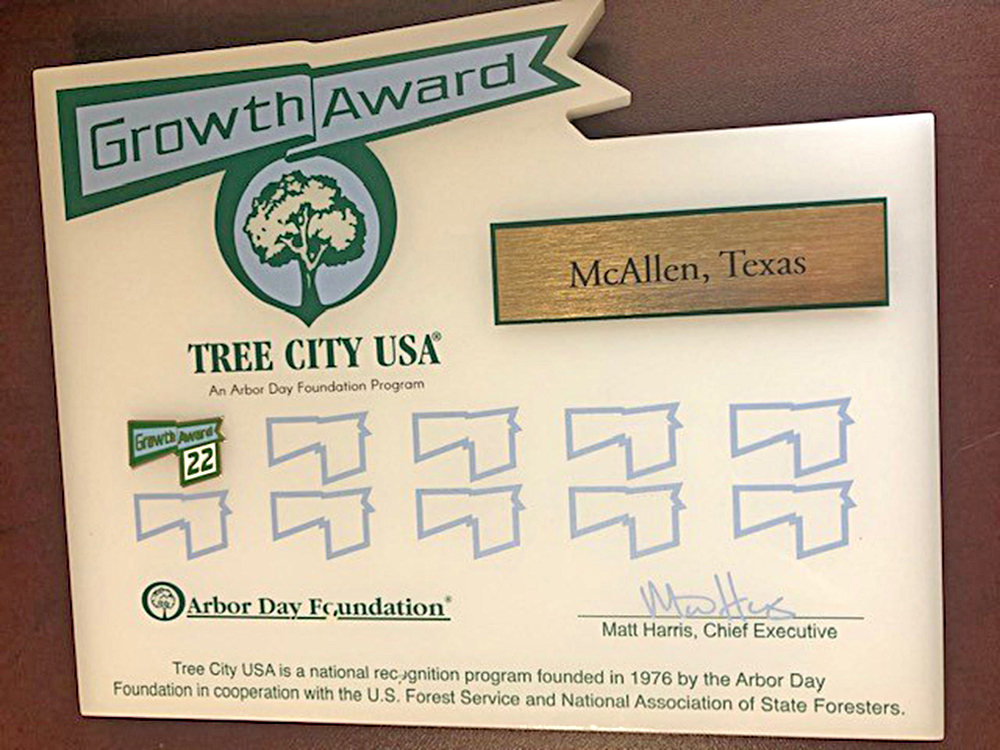 Growth Award
McAllen, Texas
TREE CITY USA®
An Arbor Day Foundation Program
Growth Award
22
Arbor Day Foundation®
Matt Harris, Chief Executive
Tree City USA is a national recognition program founded in 1976 by the Arbor Day
Foundation in cooperation with the U.S. Forest Service and National Association of State Foresters.